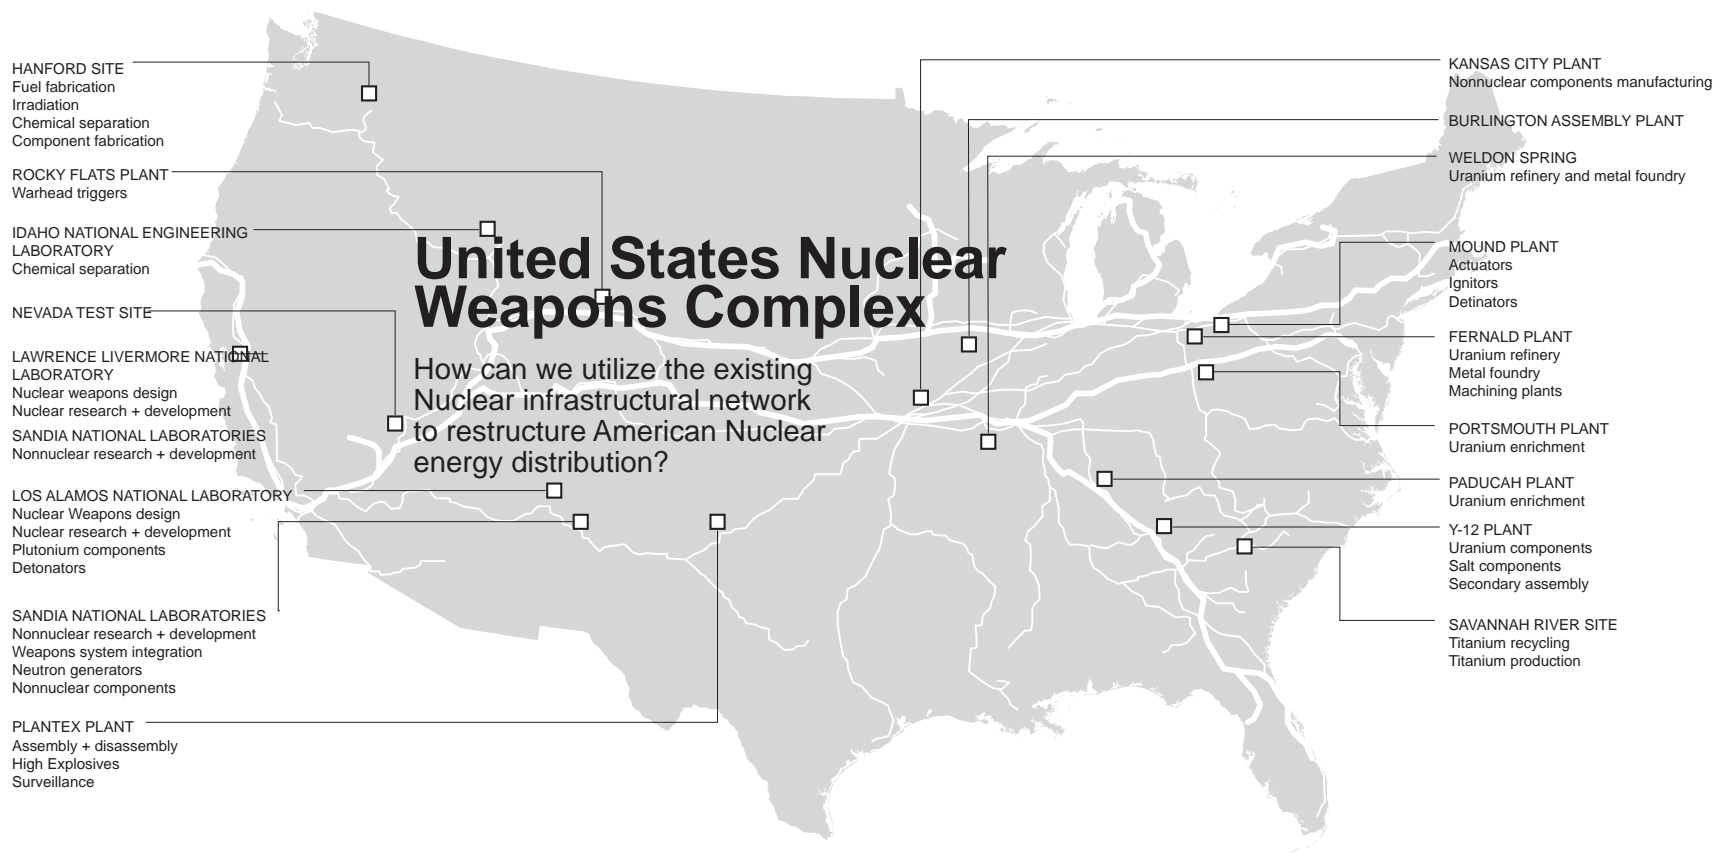 HANFORD SITE
Fuel fabrication
Irradiation
Chemical separation
Component fabrication
ROCKY FLATS PLANT
Warhead triggers
IDAHO NATIONAL ENGINEERING
LABORATORY
Chemical separation
NEVADA TEST SITE
LAWRENCE LIVERMORE NATIONAL
LABORATORY
Nuclear weapons design
Nuclear research + development
SANDIA NATIONAL LABORATORIES
Nonnuclear research + development
LOS ALAMOS NATIONAL LABORATORY
Nuclear Weapons design
Nuclear research + development
Plutonium components
Detonators
SANDIA NATIONAL LABORATORIES
Nonnuclear research + development
Weapons system integration
Neutron generators
Nonnuclear components
PLANTEX PLANT
Assembly + disassembly
High Explosives
Surveillance
United States Nuclear
Weapons Complex
How can we utilize the existing
Nuclear infrastructural network
to restructure American Nuclear
energy distribution?
KANSAS CITY PLANT
Nonnuclear components manufacturing
BURLINGTON ASSEMBLY PLANT
WELDON SPRING
Uranium refinery and metal foundry
MOUND PLANT
Actuators
Ignitors
Detinators
FERNALD PLANT
Uranium refinery
Metal foundry
Machining plants
PORTSMOUTH PLANT
Uranium enrichment
PADUCAH PLANT
Uranium enrichment
Y-12 PLANT
Uranium components
Salt components
Secondary assembly
SAVANNAH RIVER SITE
Titanium recycling
Titanium production